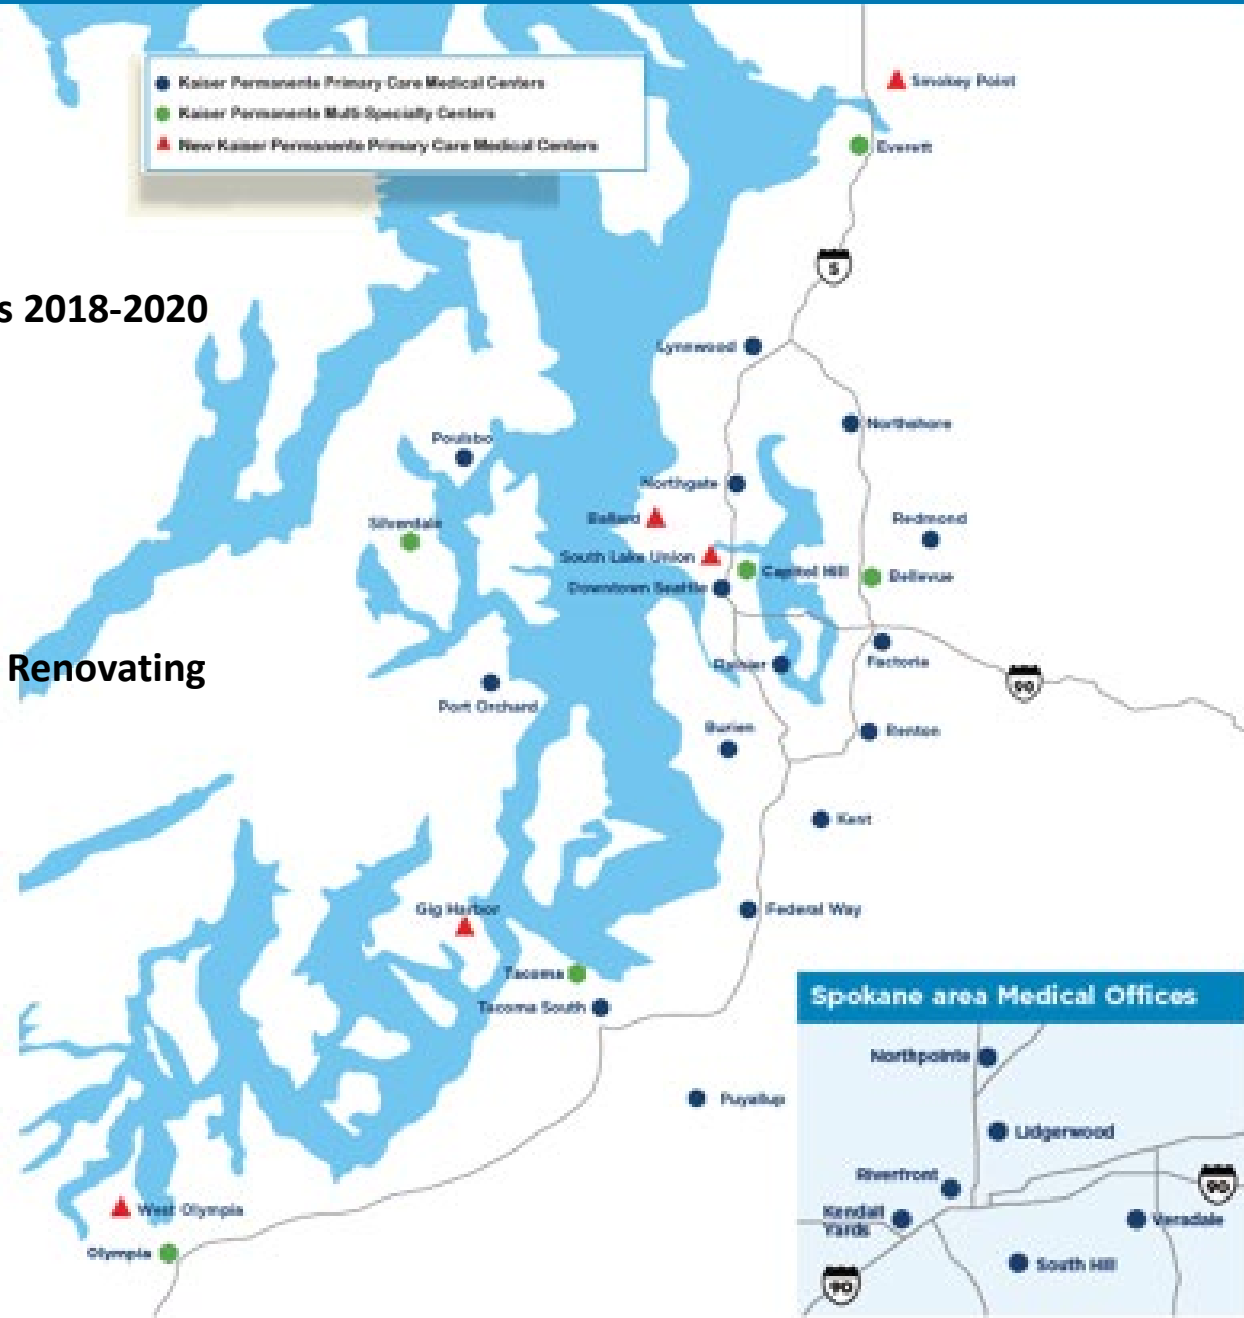 Kaiser Permanente Primary Care Medical Centers
Kaiser Permanente Multi-Specialty Centers
New Kaiser Permanente Primary Care Medical Centers
Smokey Point
Everett
5
s 2018-2020
Lynnwood
Northshore
Poulsbo
Northgate
Ballard
Redmond
Silverdale
South Lake Union
Capitol Hill
Bellevue
Downtown Seattle
Renovating
Rainier
Factoria
90
Port Orchard
Burien
Renton
Kent
Gig Harbor
Federal Way
Tacoma
Tacoma South
Puyallup
West Olympia
Olympia
Spokane area Medical Offices
Northpointe
Lidgerwood
Riverfront
90
Kendall
Yards
Veradale
South Hill
90